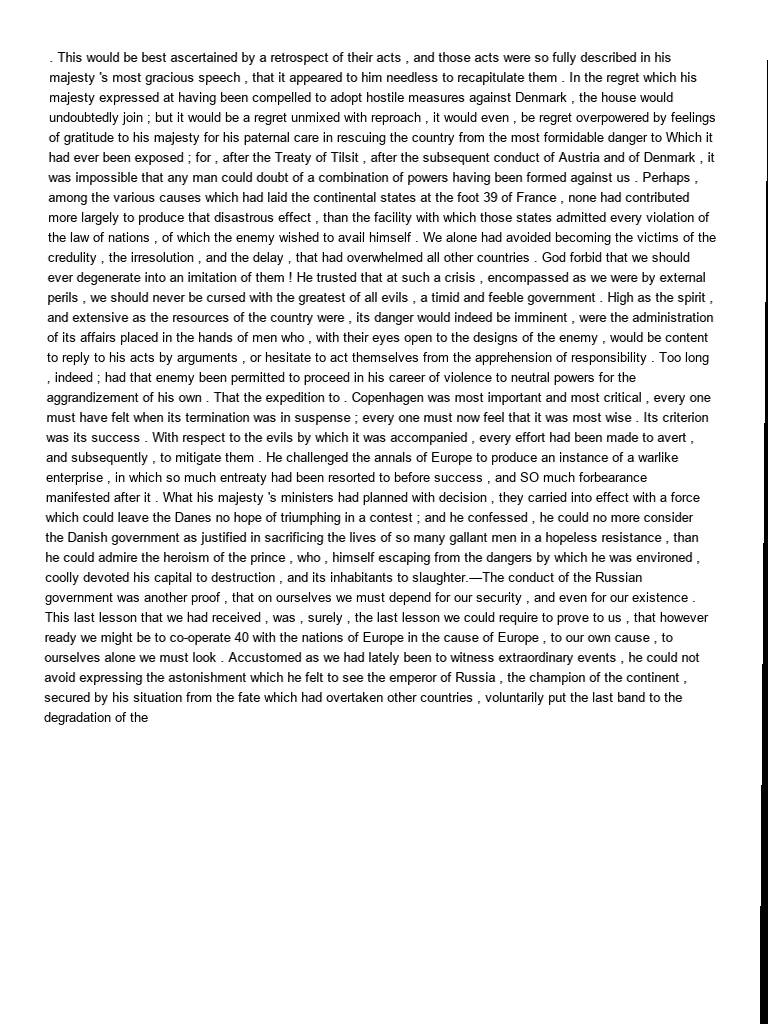 . This would be best ascertained by a retrospect of their acts , and those acts were so fully described in his
majesty 's most gracious speech , that it appeared to him needless to recapitulate them . In the regret which his
majesty expressed at having been compelled to adopt hostile measures against Denmark , the house would
undoubtedly join ; but it would be a regret unmixed with reproach , it would even , be regret overpowered by feelings
of gratitude to his majesty for his paternal care in rescuing the country from the most formidable danger to Which it
had ever been exposed ; for , after the Treaty of Tilsit , after the subsequent conduct of Austria and of Denmark , it
was impossible that any man could doubt of a combination of powers having been formed against us . Perhaps ,
among the various causes which had laid the continental states at the foot 39 of France , none had contributed
more largely to produce that disastrous effect , than the facility with which those states admitted every violation of
the law of nations , of which the enemy wished to avail himself . We alone had avoided becoming the victims of the
credulity , the irresolution , and the delay , that had overwhelmed all other countries . God forbid that we should
ever degenerate into an imitation of them ! He trusted that at such a crisis , encompassed as we were by external
perils , we should never be cursed with the greatest of all evils , a timid and feeble government . High as the spirit ,
and extensive as the resources of the country were , its danger would indeed be imminent , were the administration
of its affairs placed in the hands of men who , with their eyes open to the designs of the enemy , would be content
to reply to his acts by arguments , or hesitate to act themselves from the apprehension of responsibility . Too long
, indeed ; had that enemy been permitted to proceed in his career of violence to neutral powers for the
aggrandizement of his own . That the expedition to . Copenhagen was most important and most critical , every one
must have felt when its termination was in suspense ; every one must now feel that it was most wise . Its criterion
was its success . With respect to the evils by which it was accompanied , every effort had been made to avert ,
and subsequently , to mitigate them . He challenged the annals of Europe to produce an instance of a warlike
enterprise , in which so much entreaty had been resorted to before success , and SO much forbearance
manifested after it . What his majesty 's ministers had planned with decision , they carried into effect with a force
which could leave the Danes no hope of triumphing in a contest ; and he confessed , he could no more consider
the Danish government as justified in sacrificing the lives of so many gallant men in a hopeless resistance , than
he could admire the heroism of the prince , who , himself escaping from the dangers by which he was environed ,
coolly devoted his capital to destruction , and its inhabitants to slaughter.—The conduct of the Russian
government was another proof , that on ourselves we must depend for our security , and even for our existence .
This last lesson that we had received , was , surely , the last lesson we could require to prove to us , that however
ready we might be to co-operate 40 with the nations of Europe in the cause of Europe , to our own cause , to
ourselves alone we must look . Accustomed as we had lately been to witness extraordinary events , he could not
avoid expressing the astonishment which he felt to see the emperor of Russia , the champion of the continent ,
secured by his situation from the fate which had overtaken other countries , voluntarily put the last band to the
degradation of the